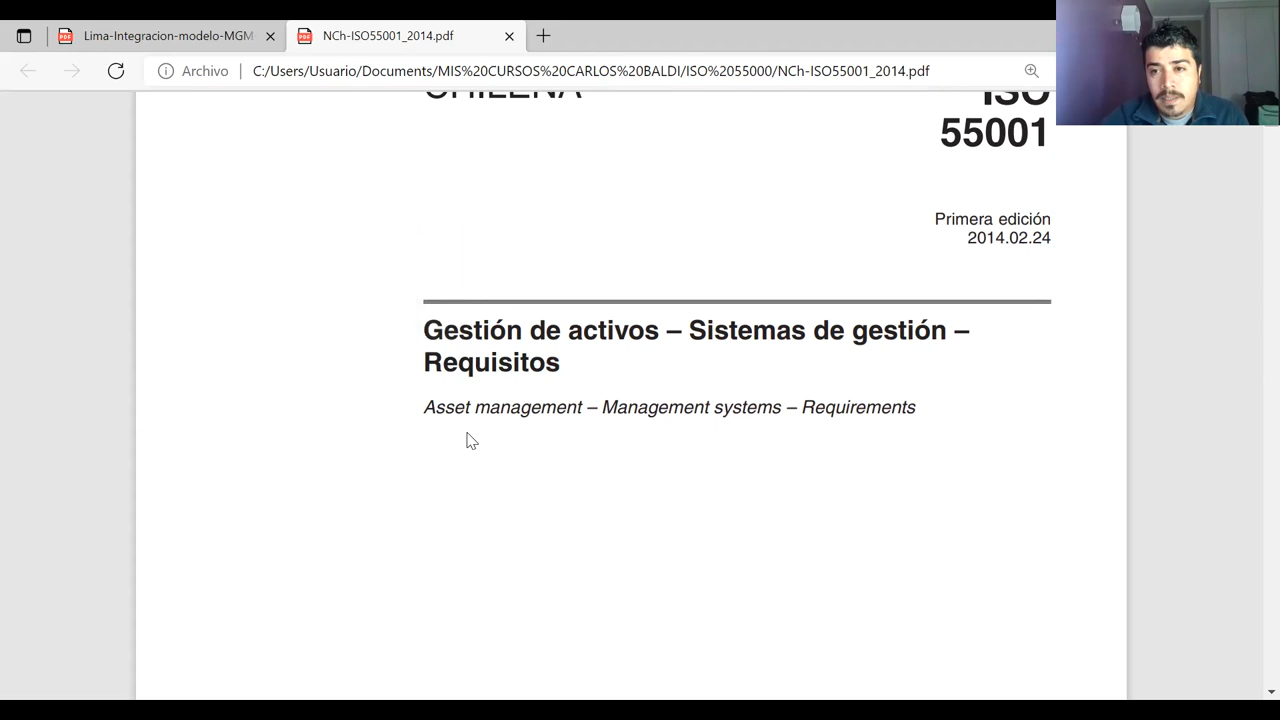 Lima-Integracion-modelo-MGM
NCh-ISO55001_2014.pdf
Archivo
C:/Users/Usuario/Documents/MIS%20CURSOS%20CARLOS%20BALDI/ISO%2055000/NCh-ISO55001_2014.pdf
CHILENA
ISO
55001
Primera edición
2014.02.24
Gestión de activos – Sistemas de gestión –
Requisitos
Asset management – Management systems – Requirements